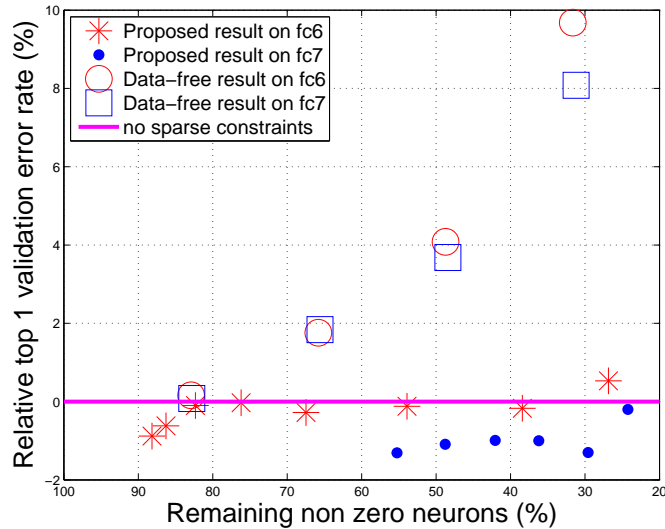 Proposed result on fc6
Proposed result on fc7
Data−free result on fc6
Data−free result on fc7
no sparse constraints
Relative top 1 validation error rate (%)
10
8
6
4
2
0
−2
100 90 80 70 60 50 40 30 20
Remaining non zero neurons (%)